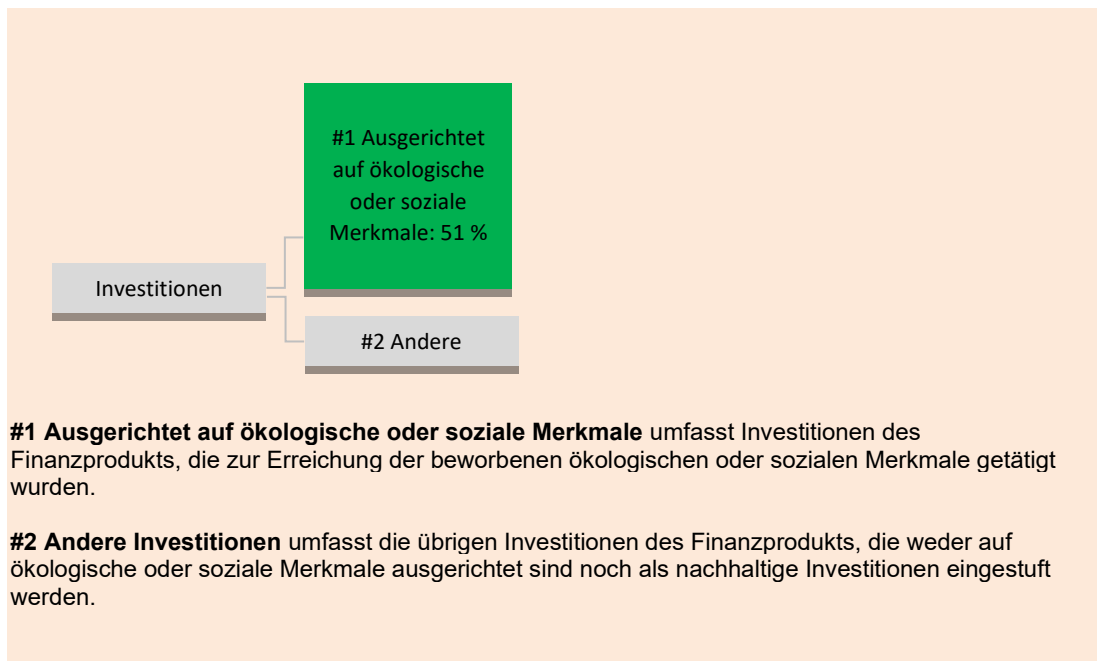 #1 Ausgerichtet
auf ökologische
oder soziale
Merkmale: 51 %
Investitionen
#2 Andere
#1 Ausgerichtet auf ökologische oder soziale Merkmale umfasst Investitionen des
Finanzprodukts, die zur Erreichung der beworbenen ökologischen oder sozialen Merkmale getätigt
wurden.
#2 Andere Investitionen umfasst die übrigen Investitionen des Finanzprodukts, die weder auf
ökologische oder soziale Merkmale ausgerichtet sind noch als nachhaltige Investitionen eingestuft
werden.